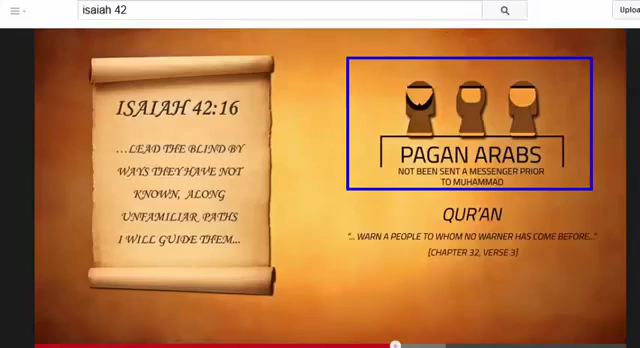 isaiah 42
Uploa
ISAIAH 42:16
...LEAD THE BLIND BY
WAYS THEY HAVE NOT
KNOWN, ALONG
UNFAMILIAR PATHS
I WILL GUIDE THEM...
PAGAN ARABS
NOT BEEN SENT A MESSENGER PRIOR
TO MUHAMMAD
QUR'AN
"... WARN A PEOPLE TO WHOM NO WARNER HAS COME BEFORE..."
[CHAPTER 32, VERSE 3]